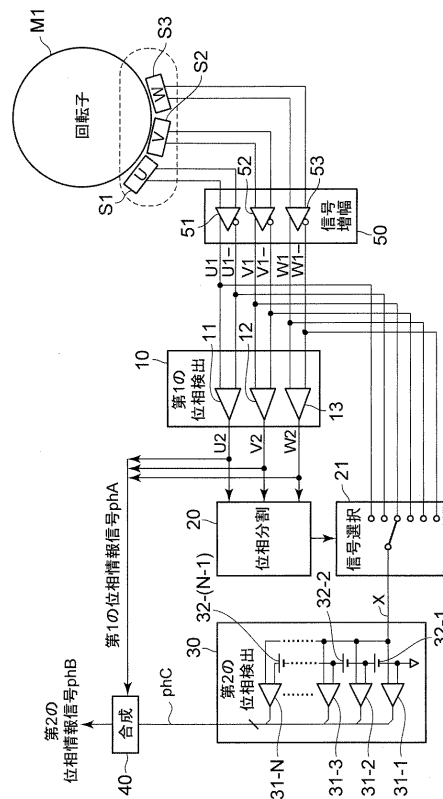 M1
回転子
S3
S2
S1
U
V
W
51
52
53
信号
増幅
50
U1
U1−
V1
V1−
W1
W1−
10
第1の
位相検出
11
12
13
U2
V2
W2
第1の位相情報信号phA
20
位相分割
21
信号選択
X
30
第2の
位相検出
32-(N-1)
32-2
32-1
31-N
31-3
31-2
31-1
phC
40
合成
第2の
位相情報信号phB